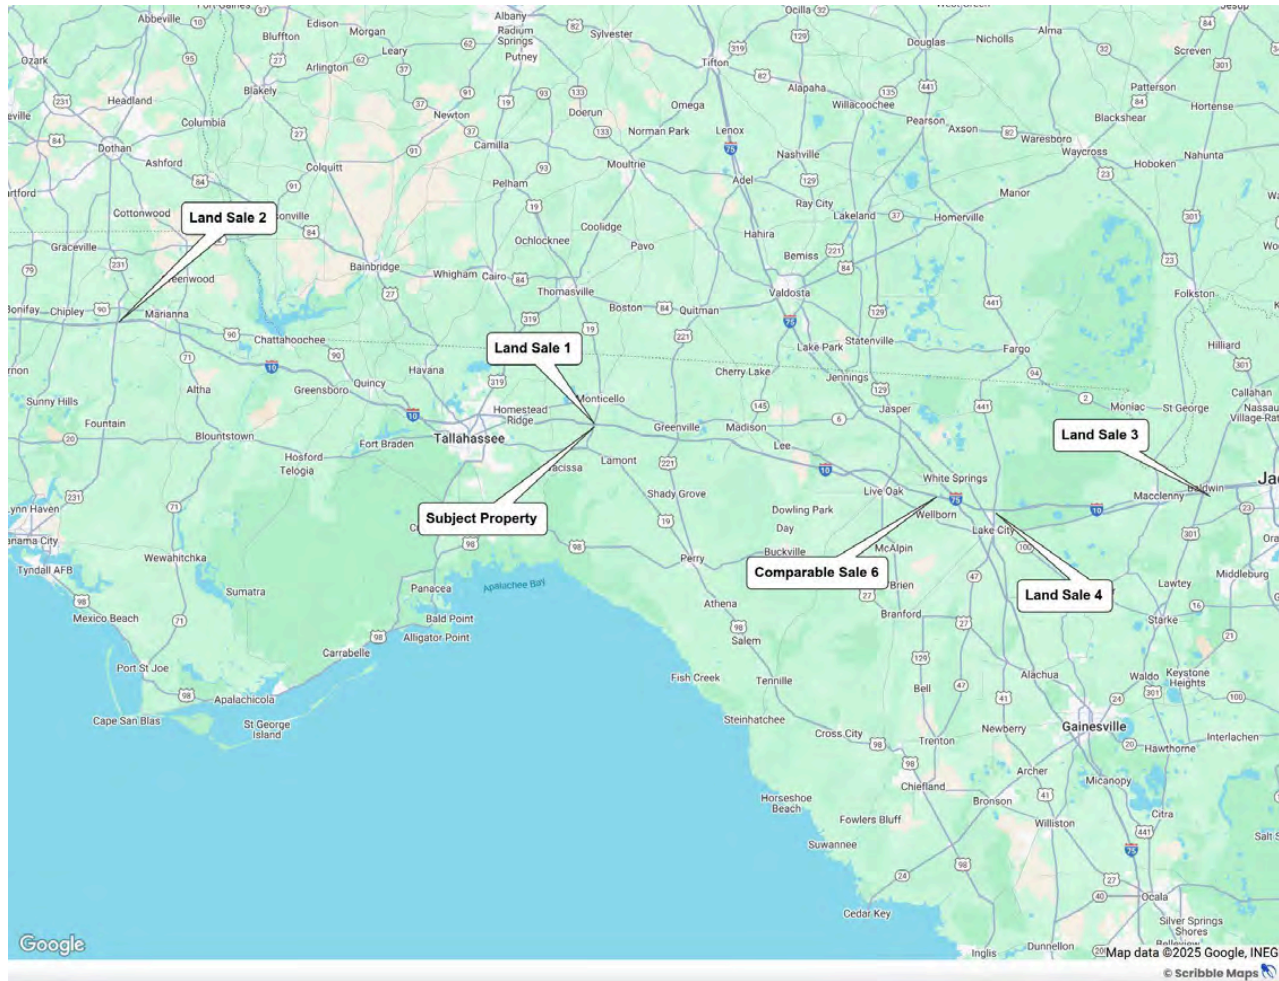 Abbeville
10
Edison
Morgan
Bluffton
Arlington
Leary
Albany
Radium
Springs
Putney
Sylvester
Tifton
Ocilla
Douglas
Nicholls
Alma
Screven
Ozark
Headland
Blakely
Columbia
Newton
Camilla
Doerun
Norman Park
Omega
Lenox
Alapaha
Willacoochee
Pearson
Axson
Waresboro
Patterson
Blackshear
Hortense
Dothan
Ashford
Colquitt
Pelham
Moultrie
Adel
Nashville
Ray City
Waycross
Hoboken
Nahunta
Manor
Cottonwood
Land Sale 2
Graceville
Bainbridge
Whigham
Cairo
Ochlocknee
Coolidge
Pavo
Hahira
Bemiss
Lakeland
Homerville
Thomasville
Boston
Quitman
Valdosta
Folkston
Chipley
Marianna
Chattahoochee
Land Sale 1
Lake Park
Statenville
Fargo
Hilliard
Altha
Greensboro
Quincy
Havana
Monticello
Cherry Lake
Jennings
Jasper
Moniac
St George
Callahan
Sunny Hills
Fountain
Blountstown
Hosford
Telogia
Fort Braden
Tallahassee
Homestead
Ridge
Greenville
Madison
Lee
Land Sale 3
Lamont
Shady Grove
Live Oak
White Springs
Wellborn
Lake City
Macclenny
Baldwin
Subject Property
Dowling Park
Day
Buckville
McAlpin
Comparable Sale 6
Land Sale 4
Wewahitchka
Sumatra
Tyndall AFB
Mexico Beach
Port St Joe
Cape San Blas
Apalachicola
St George
Island
Carrabelle
Panacea
Bald Point
Alligator Point
Perry
Athena
Salem
Branford
Middleburg
Lawtey
Starke
Fish Creek
Tennille
Steinhatchee
Cross City
Bell
Trenton
Alachua
Newberry
Gainesville
Waldo
Keystone
Heights
Interlachen
Hawthorne
Archer
Micanopy
Chiefland
Bronson
Horseshoe
Beach
Fowlers Bluff
Suwannee
Williston
Citra
Ocala
Cedar Key
Silver Springs
Shores
Inglis
Dunnellon
Google
Map data ©2025 Google, INEG
© Scribble Maps